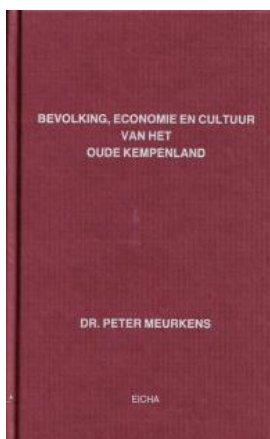 BEVOLKING, ECONOMIE EN CULTUUR
VAN HET
OUDE KEMPENLAND
DR. PETER MEURKENS
EICHA